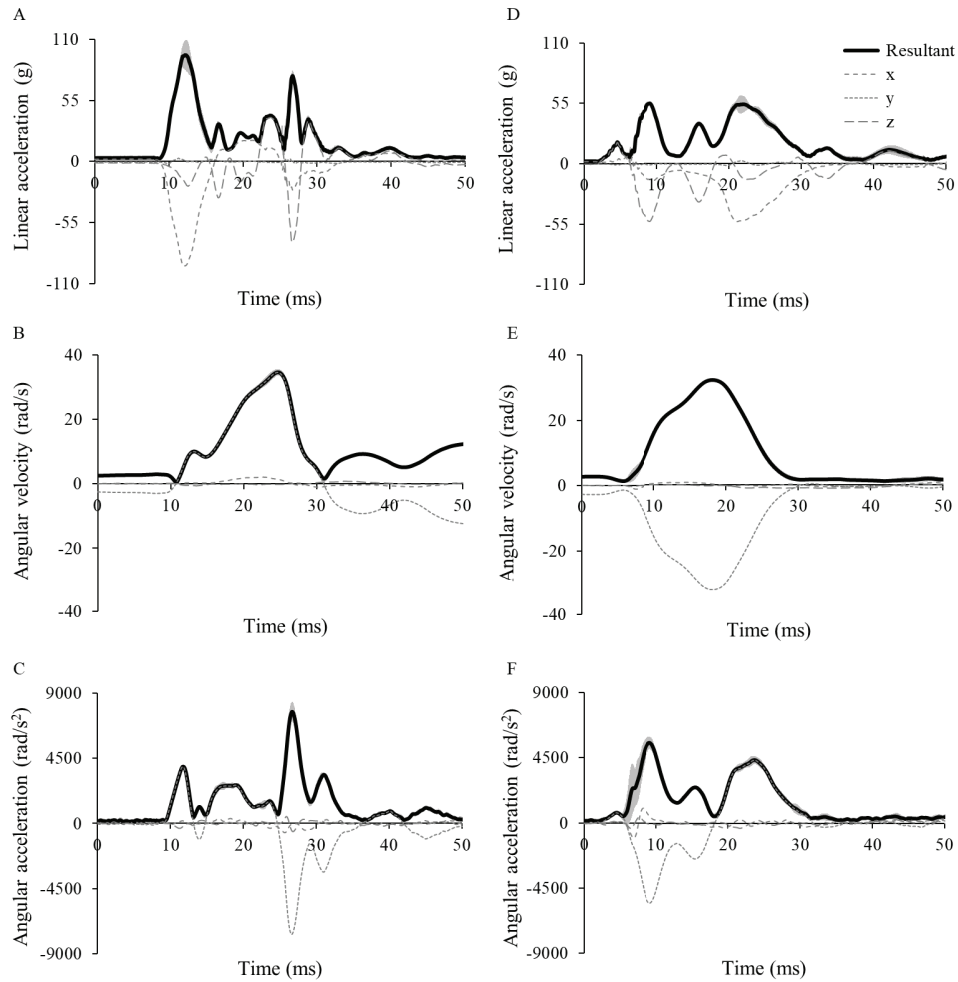 A
Linear acceleration (g)
110
55
0
-55
-110
0 10 20 30 40 50
Time (ms)
D
Linear acceleration (g)
110
55
0
-55
-110
0 10 20 30 40 50
Time (ms)
Resultant
x
y
z
B
Angular velocity (rad/s)
40
20
0
-20
-40
0 10 20 30 40 50
Time (ms)
E
Angular velocity (rad/s)
40
20
0
-20
-40
0 10 20 30 40 50
Time (ms)
C
Angular acceleration (rad/s²)
9000
4500
0
-4500
-9000
0 10 20 30 40 50
Time (ms)
F
Angular acceleration (rad/s²)
9000
4500
0
-4500
-9000
0 10 20 30 40 50
Time (ms)